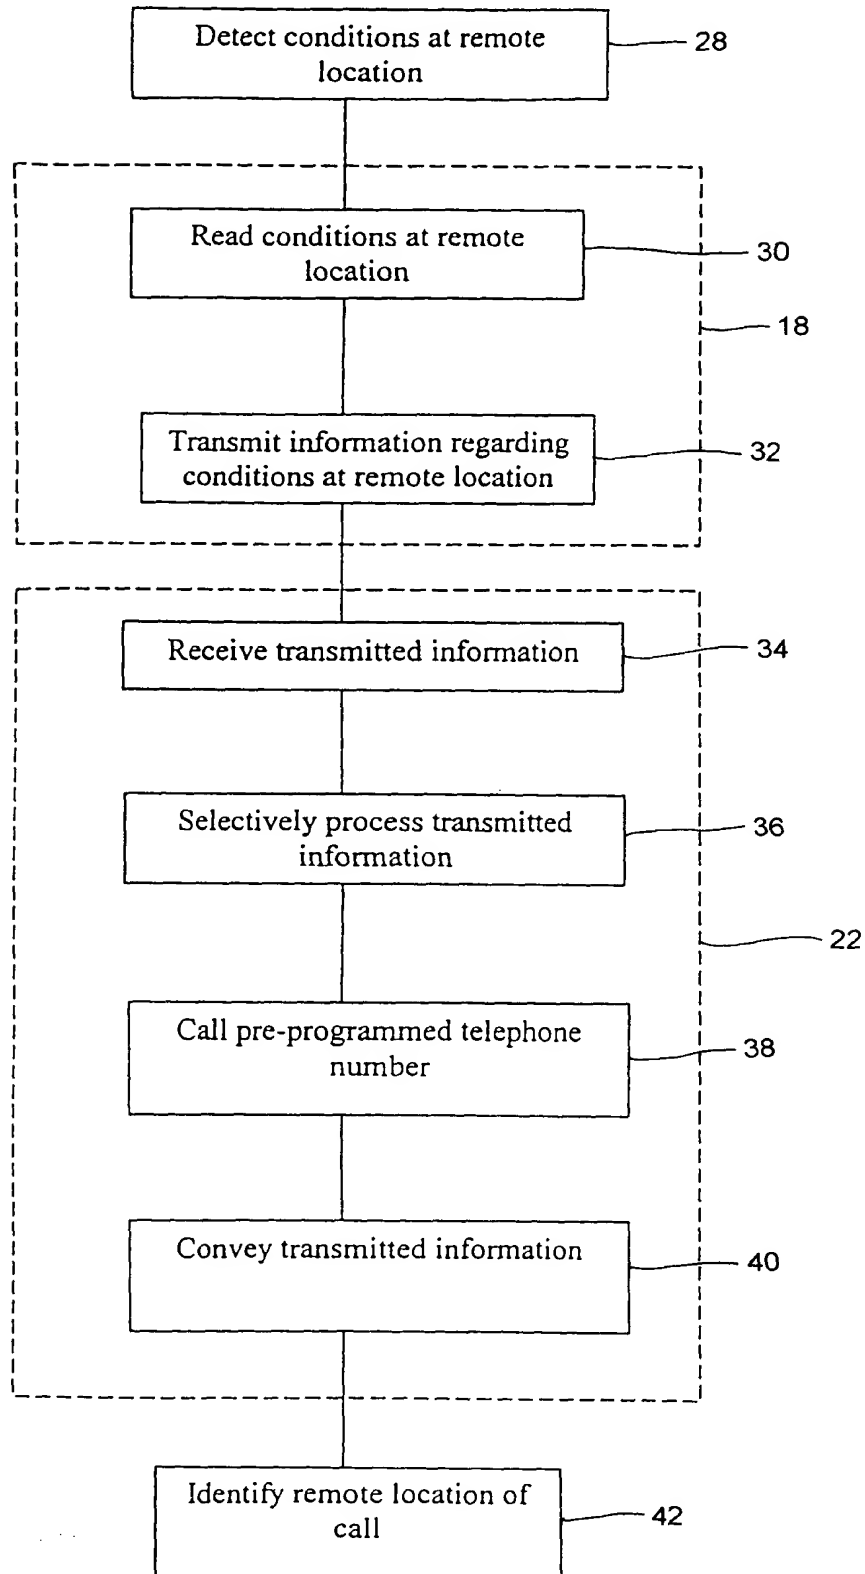 Detect conditions at remote
location
28
Read conditions at remote
location
30
18
Transmit information regarding
conditions at remote location
32
Receive transmitted information
34
Selectively process transmitted
information
36
22
Call pre-programmed telephone
number
38
Convey transmitted information
40
Identify remote location of
call
42